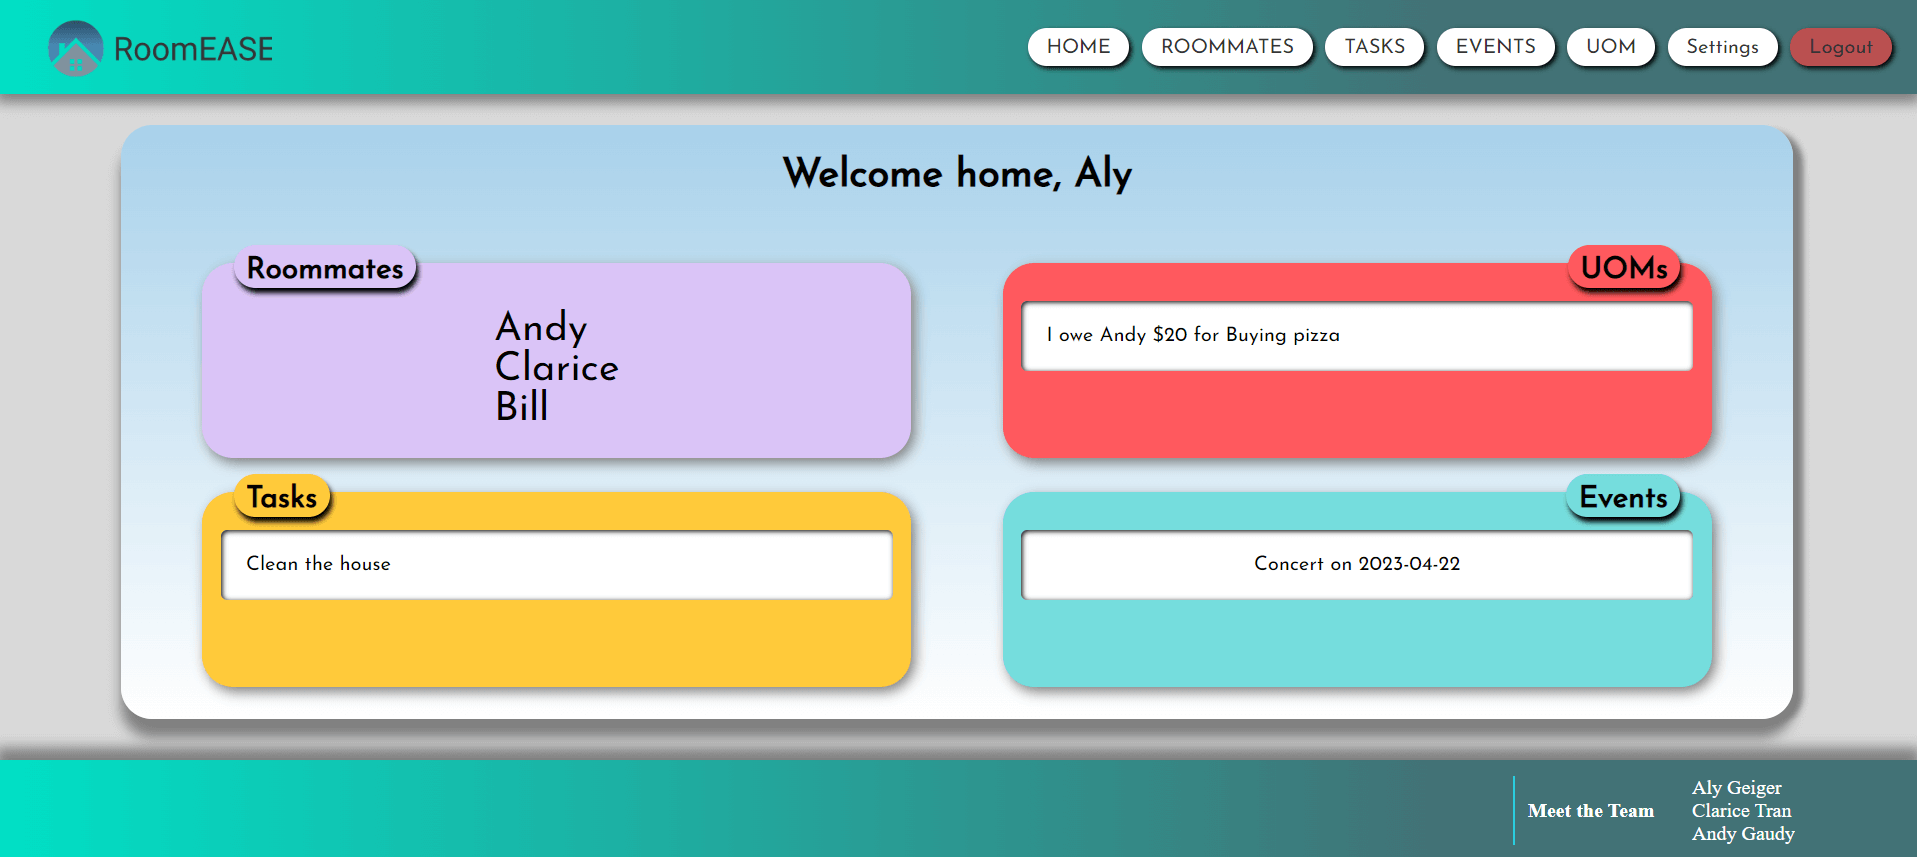 RoomEASE
HOME ROOMMATES TASKS EVENTS UOM Settings Logout
Welcome home, Aly
Roommates
Andy
Clarice
Bill
UOMs
I owe Andy $20 for Buying pizza
Tasks
Clean the house
Events
Concert on 2023-04-22
Meet the Team
Aly Geiger
Clarice Tran
Andy Gaudy